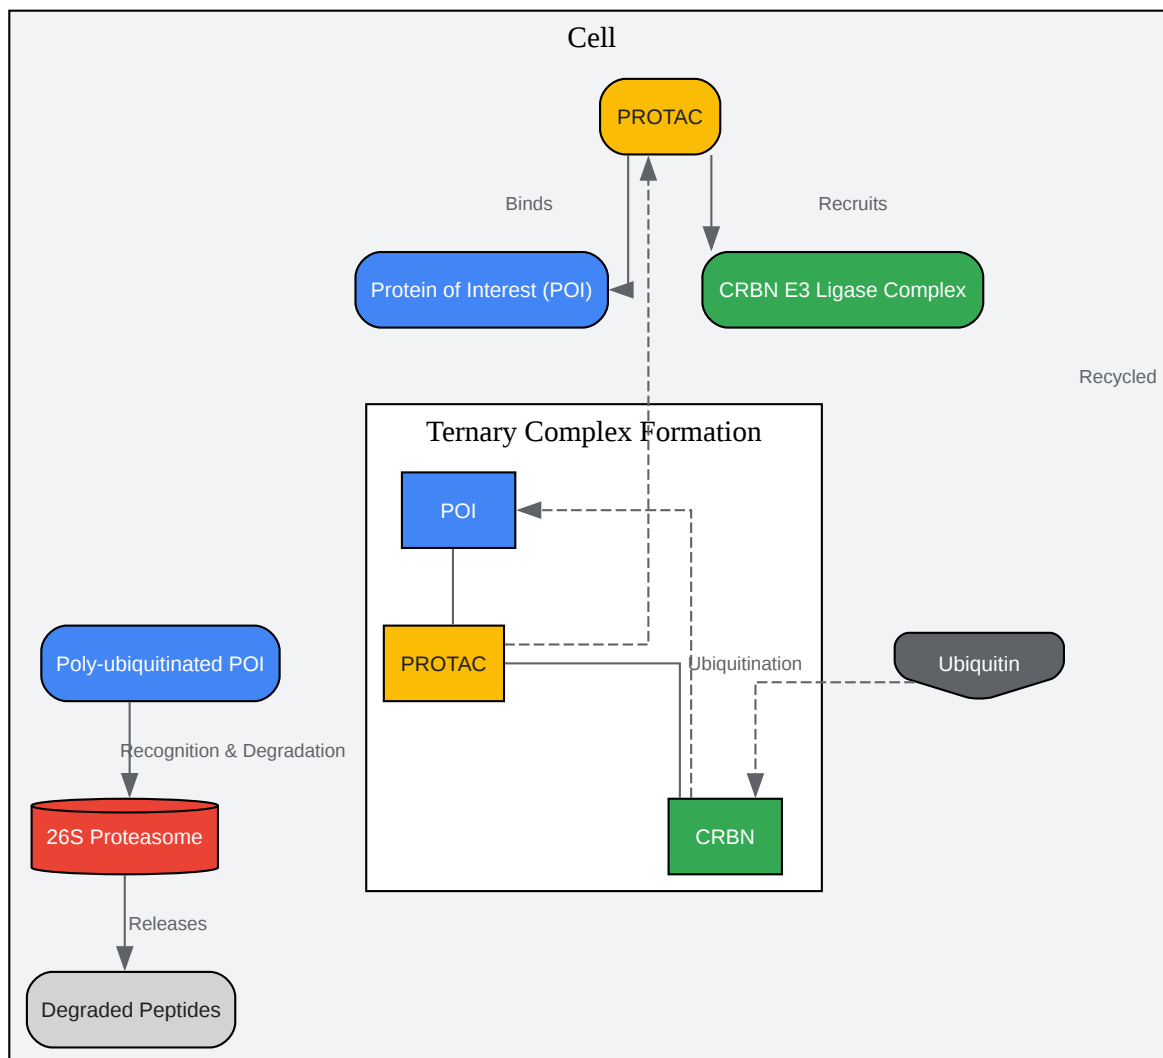 Cell
PROTAC
Binds
Recruits
Protein of Interest (POI)
CRBN E3 Ligase Complex
Recycled
Ternary Complex Formation
POI
Poly-ubiquitinated POI
PROTAC
Ubiquitination
Ubiquitin
Recognition & Degradation
26S Proteasome
CRBN
Releases
Degraded Peptides